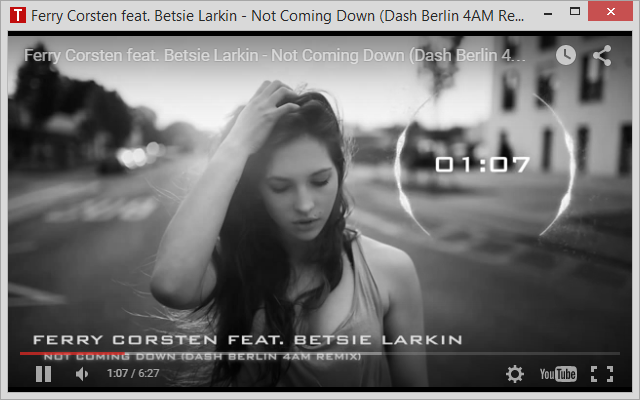 T Ferry Corsten feat. Betsie Larkin - Not Coming Down (Dash Berlin 4AM Re...
Ferry Corsten feat. Betsie Larkin - Not Coming Down (Dash Berlin 4...
01:07
FERRY CORSTEN FEAT. BETSIE LARKIN
NOT COMING DOWN (DASH BERLIN 4AM REMIX)
1:07 / 6:27
YouTube